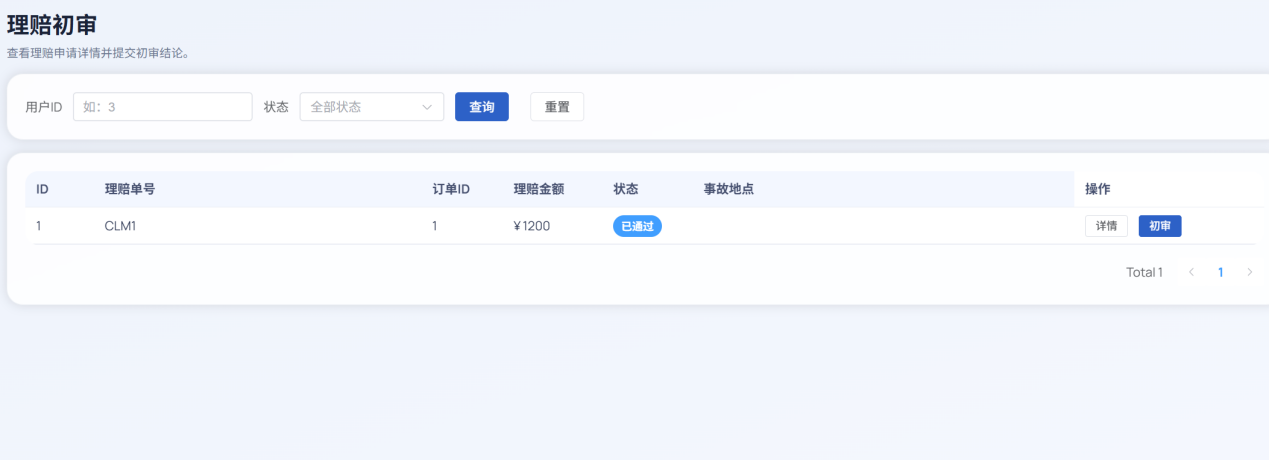 理赔初审
查看理赔申请详情并提交初审结论。
用户ID 如：3 状态 全部状态 查询 重置
ID 理赔单号 订单ID 理赔金额 状态 事故地点 操作
1 CLM1 1 ¥1200 已通过 详情 初审
Total 1 < 1 >